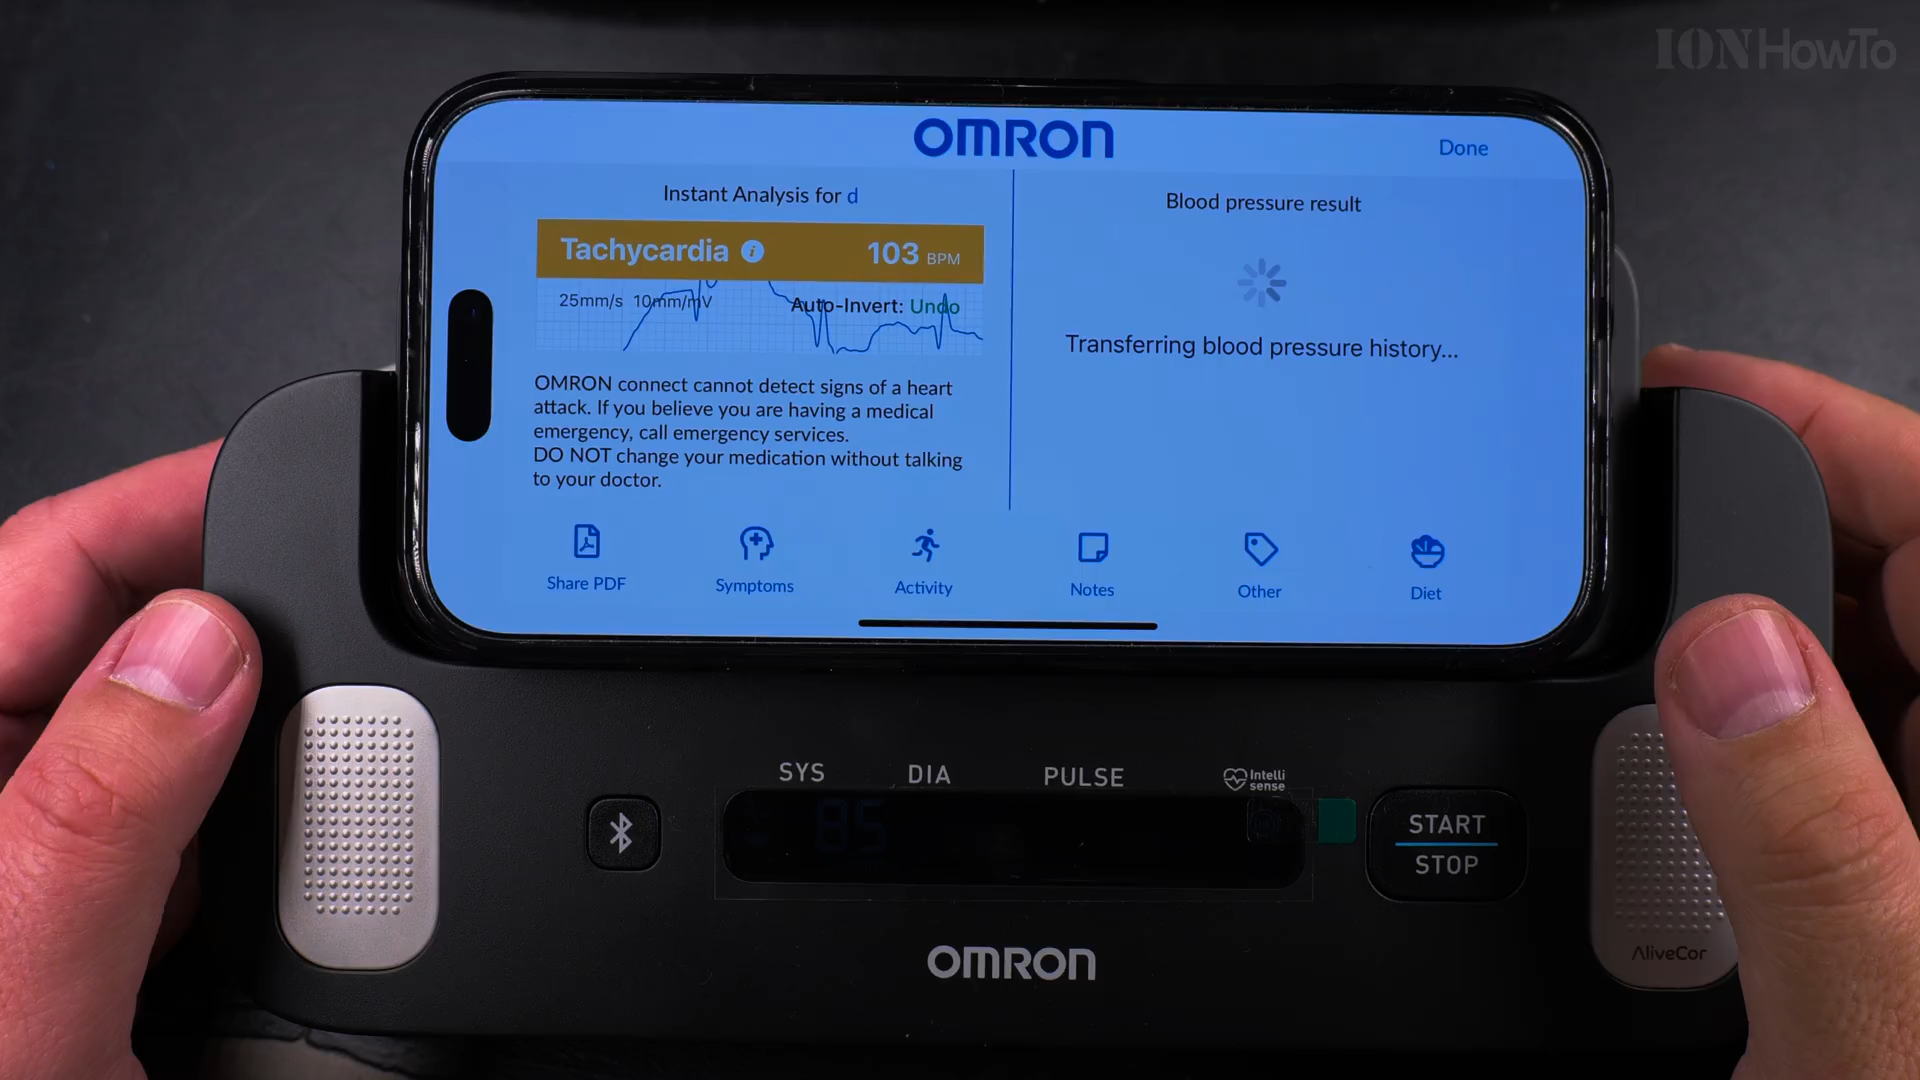 ION HowTo
OMRON
Done
Instant Analysis for d
Tachycardia i 103 BPM
25mm/s 10mm/mV
Auto-Invert: Undo
OMRON connect cannot detect signs of a heart
attack. If you believe you are having a medical
emergency, call emergency services.
DO NOT change your medication without talking
to your doctor.
Blood pressure result
Transferring blood pressure history...
Share PDF
Symptoms
Activity
Notes
Other
Diet
SYS
DIA
PULSE
Intelli
sense
85
START
STOP
OMRON
AliveCor